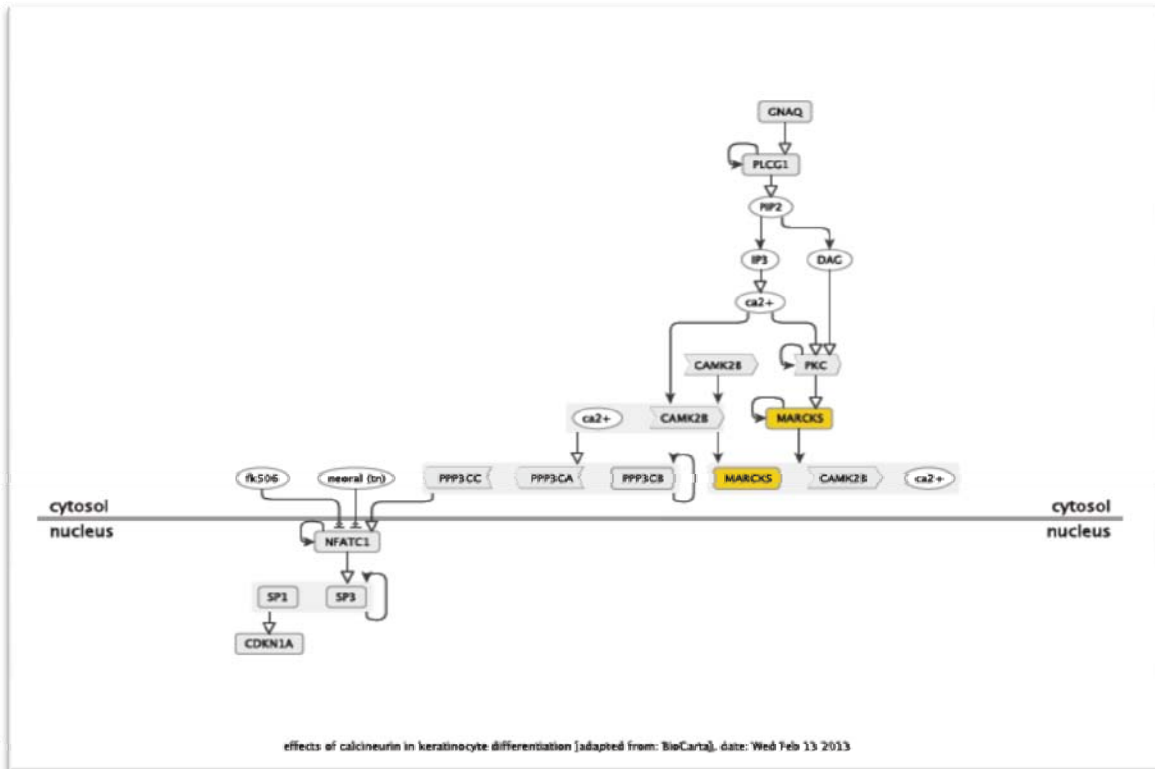 GNAQ
PLCG1
PIP2
IP3
DAG
ca2+
CAMK2B
PKC
ca2+
CAMK2B
MARCKS
fk506
neoral (tn)
PPP3CC
PPP3CA
PPP3CB
MARCKS
CAMK2B
ca2+
cytosol
cytosol
nucleus
nucleus
NFATC1
SP1
SP3
CDKN1A
effects of calcineurin in keratinocyte differentiation [adapted from: BioCarta], date: Wed Feb 13 2013